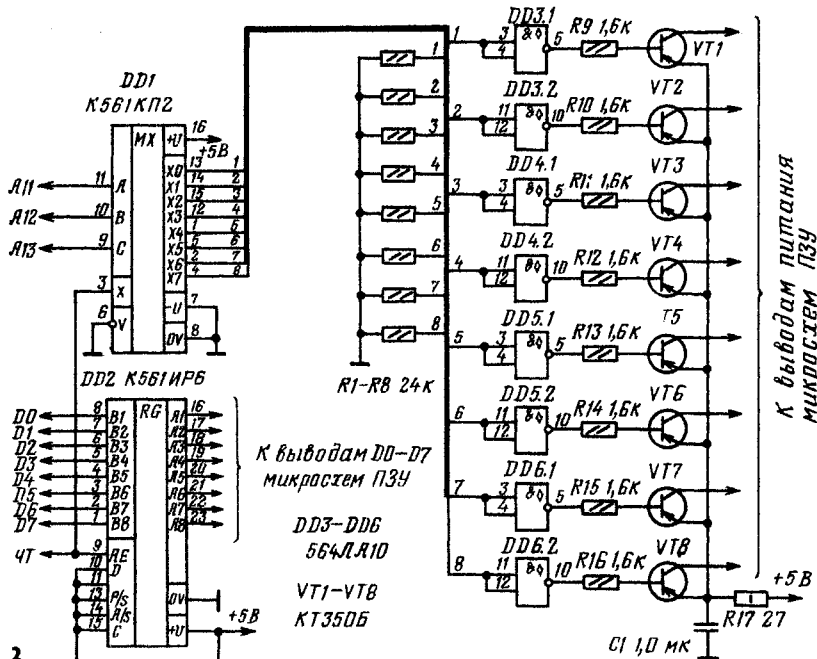 DD1
К561КП2
MX
+U
16
+5В
A11
11
A
A12
10
B
A13
9
C
3
X
6
V
X0
13
1
X1
14
2
X2
15
3
X3
12
4
X4
1
5
X5
5
6
X6
2
7
X7
4
8
-U
7
0V
8
DD2 К561ИР6
RG
D0
8
B1
D1
7
B2
D2
6
B3
D3
5
B4
D4
4
B5
D5
3
B6
D6
2
B7
D7
1
B8
A1
16
A2
17
A3
18
A4
19
A5
20
A6
21
A7
22
A8
23
ЧТ
9
AE
10
D
11
13
P/S
14
A/S
15
C
0V
+U
+5В
2
К выводам D0-D7
микросхем ПЗУ
DD3-DD6
564ЛА10
VT1-VT8
КТ350Б
1
2
3
4
5
6
7
8
R1-R8 24к
1
DD3.1
3
4
&◊
5
R9 1,6к
VT1
2
DD3.2
11
12
&◊
10
R10 1,6к
VT2
3
DD4.1
3
4
&◊
5
R11 1,6к
VT3
4
DD4.2
11
12
&◊
10
R12 1,6к
VT4
5
DD5.1
3
4
&◊
5
R13 1,6к
T5
6
DD5.2
11
12
&◊
10
R14 1,6к
VT6
7
DD6.1
3
4
&◊
5
R15 1,6к
VT7
8
DD6.2
11
12
&◊
10
R16 1,6к
VT8
+5В
R17 27
C1 1,0 мк
К выводам питания
микросхем ПЗУ